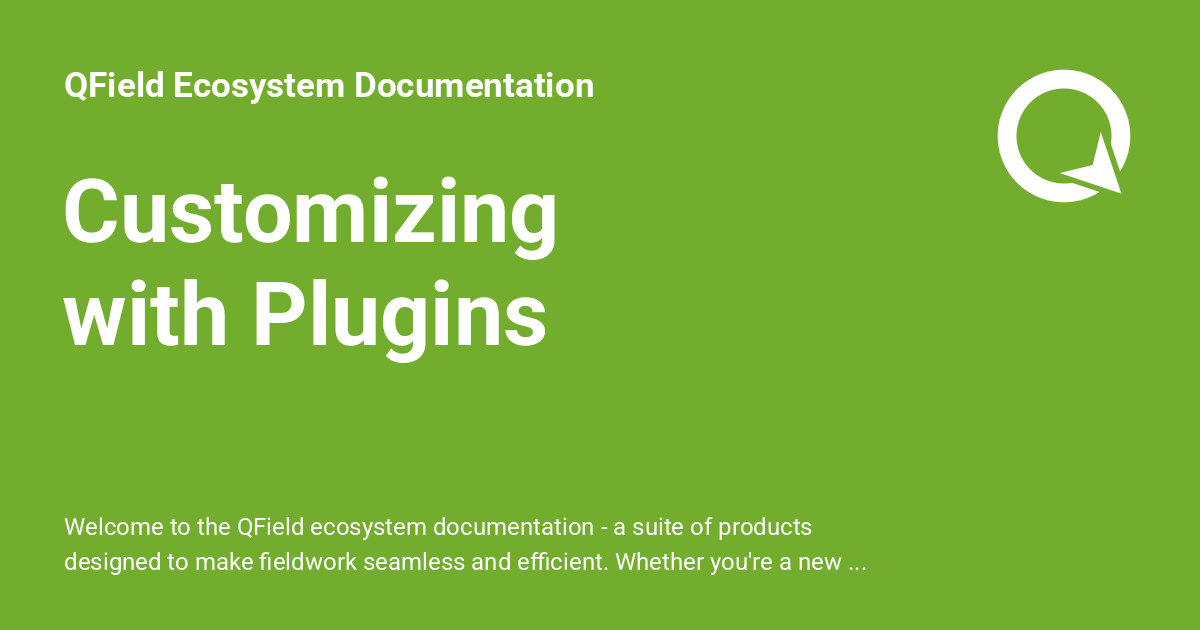 QField Ecosystem Documentation
Customizing
with Plugins
Welcome to the QField ecosystem documentation - a suite of products
designed to make fieldwork seamless and efficient. Whether you're a new ...